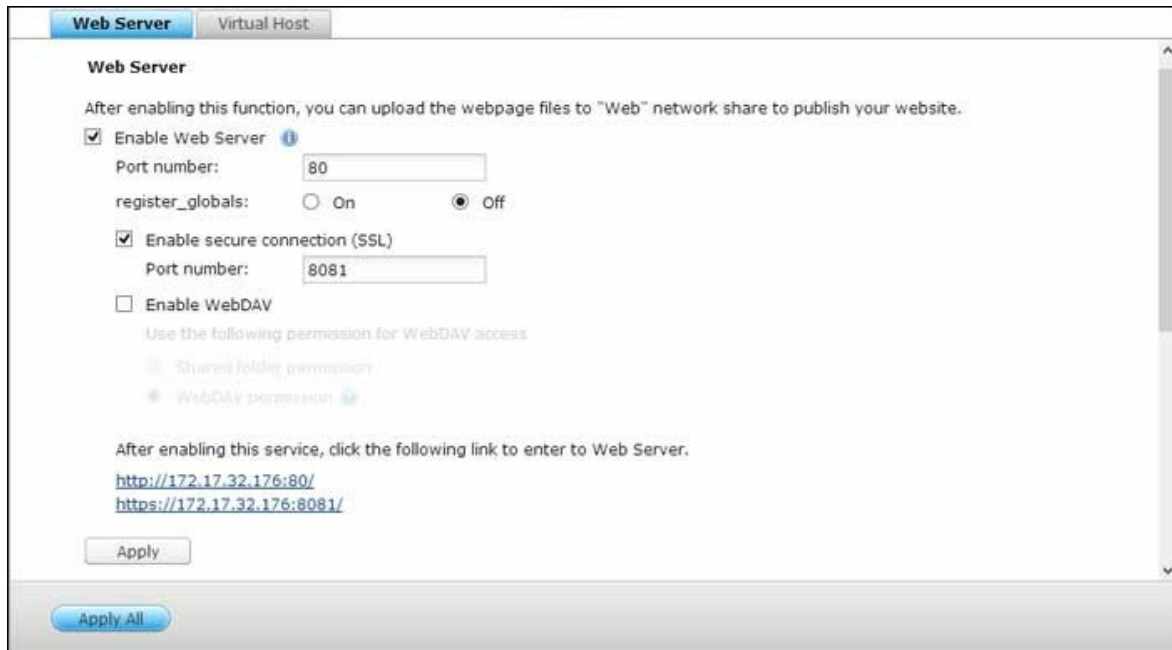 Web Server
Virtual Host
Web Server
After enabling this function, you can upload the webpage files to "Web" network share to publish your website.
Enable Web Server
Port number: 80
register_globals: On Off
Enable secure connection (SSL)
Port number: 8081
Enable WebDAV
Use the following permission for WebDAV access
Shared folder permission
WebDAV permission
After enabling this service, click the following link to enter to Web Server.
http://172.17.32.176:80/
https://172.17.32.176:8081/
Apply
Apply All